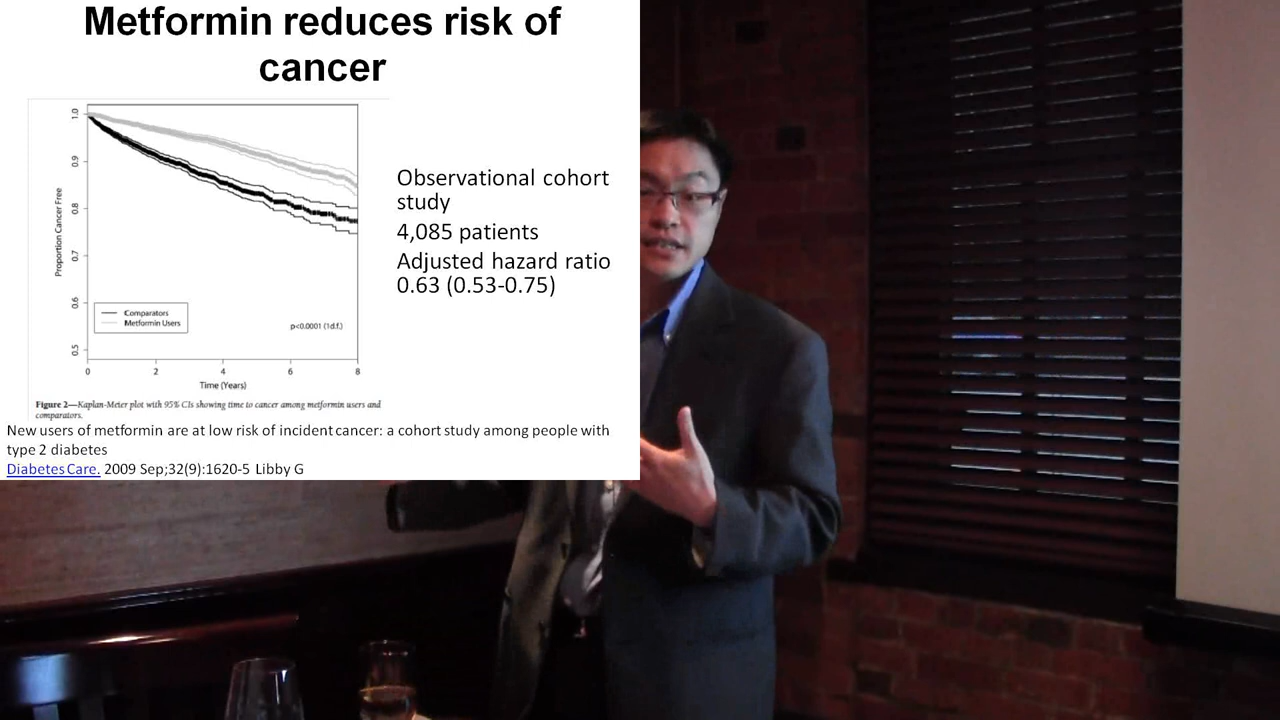 Metformin reduces risk of
cancer
1.0
0.9
0.8
0.7
0.6
0.5
Proportion Cancer Free
Comparators
Metformin Users
p<0.0001 (1d.f.)
0 2 4 6 8
Time (Years)
Figure 2—Kaplan-Meier plot with 95% CIs showing time to cancer among metformin users and
comparators.
Observational cohort
study
4,085 patients
Adjusted hazard ratio
0.63 (0.53-0.75)
New users of metformin are at low risk of incident cancer: a cohort study among people with
type 2 diabetes
Diabetes Care. 2009 Sep;32(9):1620-5 Libby G